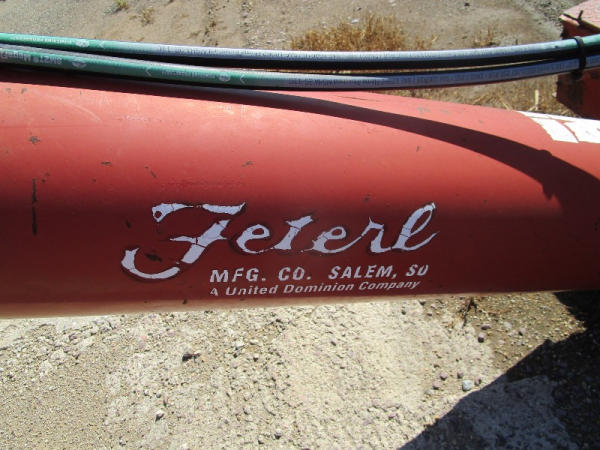 Feterl
MFG. CO. SALEM, SD
A United Dominion Company